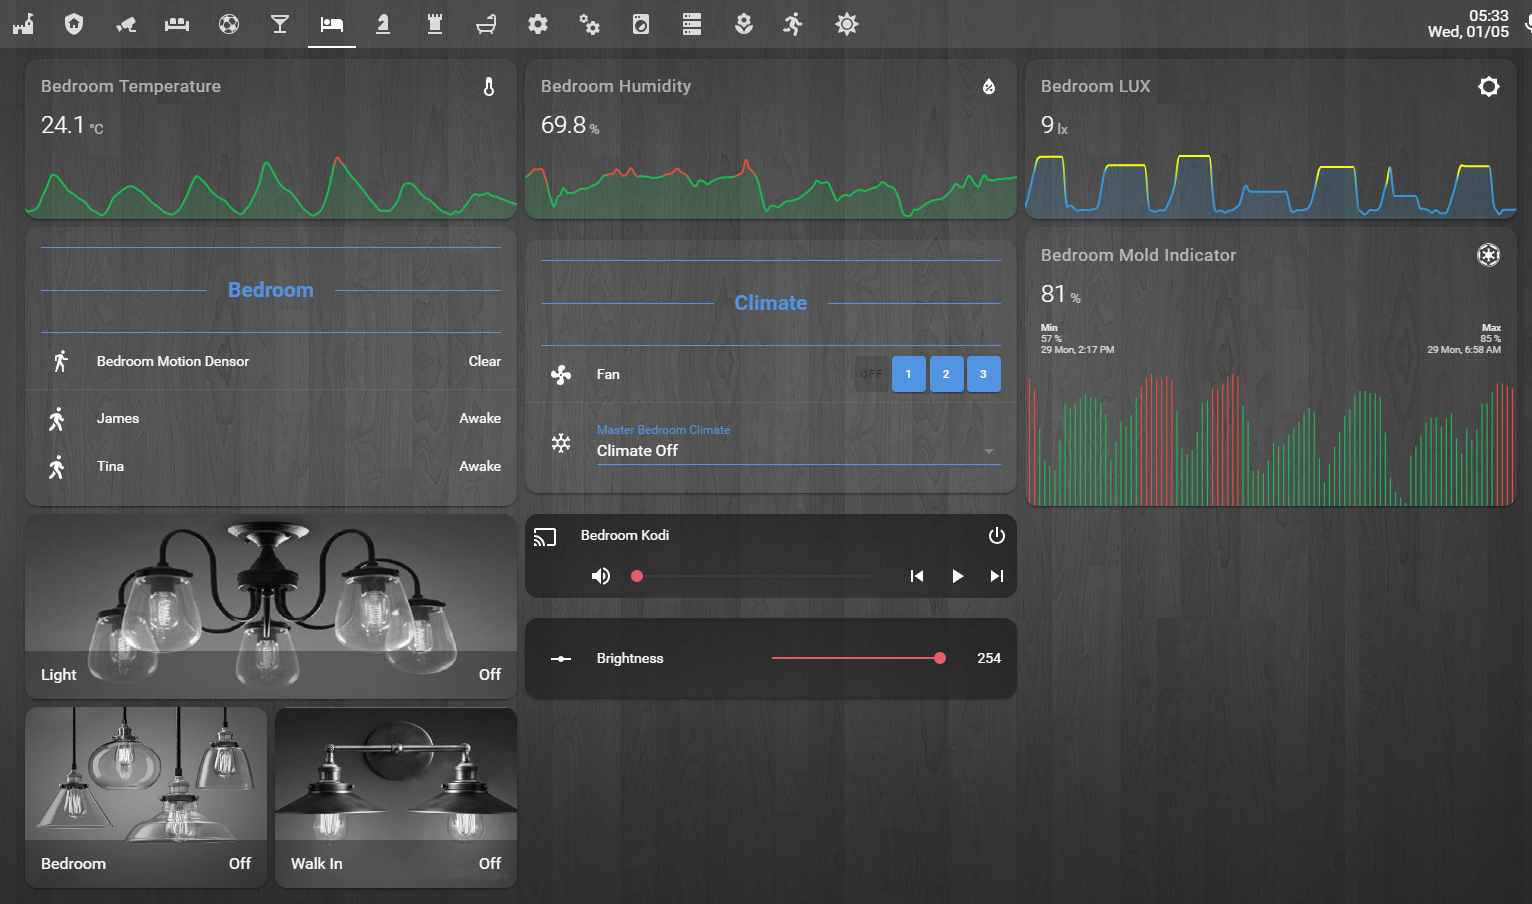 05:33
Wed, 01/05
Bedroom Temperature
24.1 °C
Bedroom Humidity
69.8 %
Bedroom LUX
9 lx
Bedroom
Bedroom Motion Densor Clear
James Awake
Tina Awake
Climate
Fan OFF 1 2 3
Master Bedroom Climate
Climate Off
Bedroom Mold Indicator
81 %
Min Max
57 % 85 %
29 Mon, 2:17 PM 29 Mon, 6:58 AM
Light Off
Bedroom Kodi
Brightness 254
Bedroom Off
Walk In Off